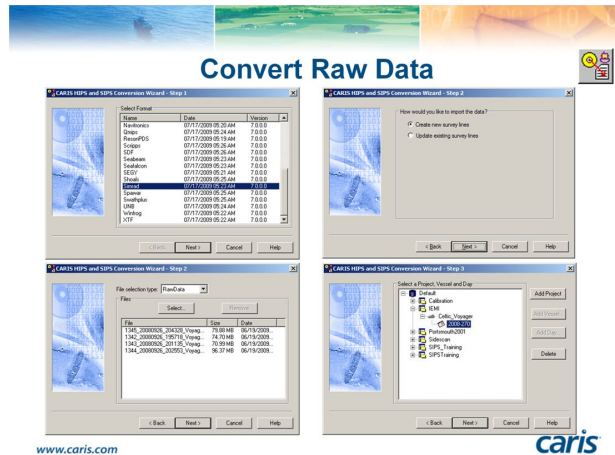 Convert Raw Data
CARIS HIPS and SIPS Conversion Wizard - Step 1
Select Format
Name Date Version
Navitronics 07/17/2009 05:20 AM 7.0.0.0
Qmips 07/17/2009 05:24 AM 7.0.0.0
ResonPDS 07/17/2009 05:19 AM 7.0.0.0
Scripps 07/17/2009 05:26 AM 7.0.0.0
SDF 07/17/2009 05:26 AM 7.0.0.0
Seabeam 07/17/2009 05:23 AM 7.0.0.0
Seafalcon 07/17/2009 05:23 AM 7.0.0.0
SEGY 07/17/2009 05:21 AM 7.0.0.0
Shoals 07/17/2009 05:25 AM 7.0.0.0
Simrad 07/17/2009 05:23 AM 7.0.0.0
Spawar 07/17/2009 05:25 AM 7.0.0.0
Swathplus 07/17/2009 05:25 AM 7.0.0.0
UNB 07/17/2009 05:24 AM 7.0.0.0
Winfrog 07/17/2009 05:22 AM 7.0.0.0
XTF 07/17/2009 05:22 AM 7.0.0.0
< Back Next > Cancel Help
CARIS HIPS and SIPS Conversion Wizard - Step 2
How would you like to import the data?
Create new survey lines
Update existing survey lines
< Back Next > Cancel Help
CARIS HIPS and SIPS Conversion Wizard - Step 2
File selection type: RawData
Files
Select... Remove
File Size Date
1345_20080926_204328_Voyag... 79.88 MB 06/19/2009...
1342_20080926_195716_Voyag... 74.70 MB 06/19/2009...
1343_20080926_201135_Voyag... 70.99 MB 06/19/2009...
1344_20080926_202953_Voyag... 96.37 MB 06/19/2009...
< Back Next > Cancel Help
CARIS HIPS and SIPS Conversion Wizard - Step 3
Select a Project, Vessel and Day:
Default
Calibration
IEMI
Celtic_Voyager
2008-270
Portsmouth2001
Sidescan
SIPS_Training
SIPSTraining
Add Project
Add Vessel...
Add Day...
Delete
< Back Next > Cancel Help
www.caris.com
caris